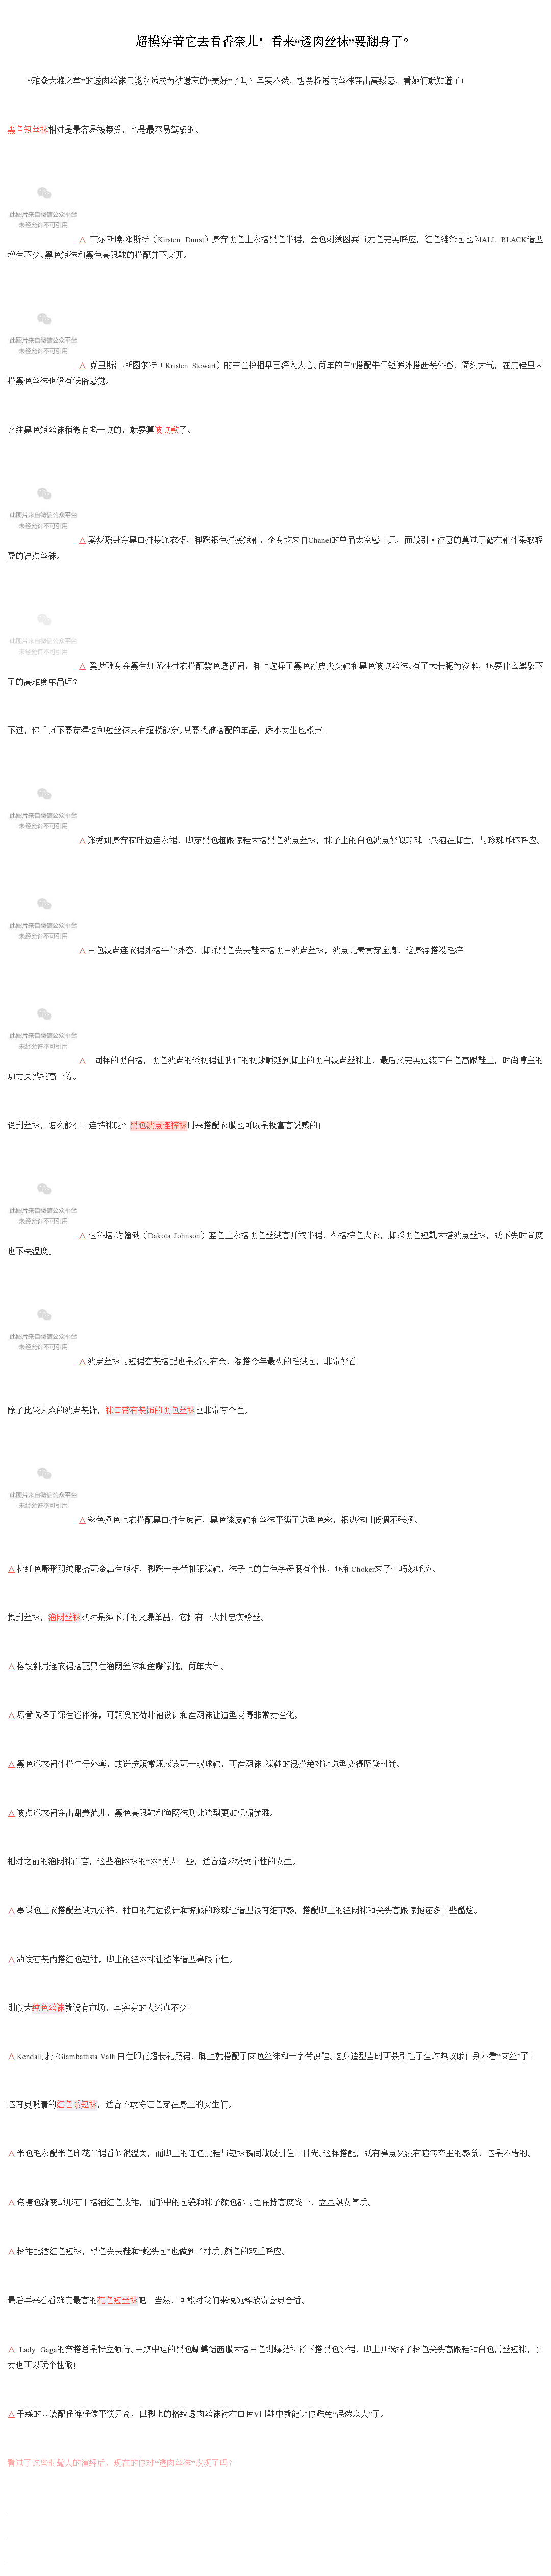 超模穿着它去看香奈儿！看来“透肉丝袜”要翻身了?
“难登大雅之堂”的透肉丝袜只能永远成为被遗忘的“美好”了吗？其实不然，想要将透肉丝袜穿出高级感，看她们就知道了！
黑色短丝袜相对是最容易被接受，也是最容易驾驭的。
此图片来自微信公众平台
未经允许不可引用
△ 克尔斯滕·邓斯特（Kirsten Dunst）身穿黑色上衣搭黑色半裙，金色刺绣图案与发色完美呼应，红色链条包也为ALL BLACK造型
增色不少。黑色短袜和黑色高跟鞋的搭配并不突兀。
此图片来自微信公众平台
未经允许不可引用
△ 克里斯汀·斯图尔特（Kristen Stewart）的中性扮相早已深入人心。简单的白T搭配牛仔短裤外搭西装外套，简约大气，在皮鞋里内
搭黑色丝袜也没有低俗感觉。
比纯黑色短丝袜稍微有趣一点的，就要算波点款了。
此图片来自微信公众平台
未经允许不可引用
△ 奚梦瑶身穿黑白拼接连衣裙，脚踩银色拼接短靴，全身均来自Chanel的单品太空感十足，而最引人注意的莫过于露在靴外柔软轻
盈的波点丝袜。
此图片来自微信公众平台
未经允许不可引用
△ 奚梦瑶身穿黑色灯笼袖衬衣搭配紫色透视裙，脚上选择了黑色漆皮尖头鞋和黑色波点丝袜。有了大长腿为资本，还要什么驾驭不
了的高难度单品呢？
不过，你千万不要觉得这种短丝袜只有超模能穿。只要找准搭配的单品，娇小女生也能穿！
此图片来自微信公众平台
未经允许不可引用
△ 郑秀妍身穿荷叶边连衣裙，脚穿黑色粗跟凉鞋内搭黑色波点丝袜，袜子上的白色波点好似珍珠一般洒在脚面，与珍珠耳环呼应。
此图片来自微信公众平台
未经允许不可引用
△ 白色波点连衣裙外搭牛仔外套，脚踩黑色尖头鞋内搭黑白波点丝袜，波点元素贯穿全身，这身混搭没毛病！
此图片来自微信公众平台
未经允许不可引用
△ 同样的黑白搭，黑色波点的透视裙让我们的视线顺延到脚上的黑白波点丝袜上，最后又完美过渡回白色高跟鞋上，时尚博主的
功力果然技高一筹。
说到丝袜，怎么能少了连裤袜呢？黑色波点连裤袜用来搭配衣服也可以是极富高级感的！
此图片来自微信公众平台
未经允许不可引用
△ 达科塔·约翰逊（Dakota Johnson）蓝色上衣搭黑色丝绒高开衩半裙，外搭棕色大衣，脚踩黑色短靴内搭波点丝袜，既不失时尚度
也不失温度。
此图片来自微信公众平台
未经允许不可引用
△ 波点丝袜与短裙套装搭配也是游刃有余，混搭今年最火的毛绒包，非常好看！
除了比较大众的波点装饰，袜口带有装饰的黑色丝袜也非常有个性。
此图片来自微信公众平台
未经允许不可引用
△ 彩色撞色上衣搭配黑白拼色短裙，黑色漆皮鞋和丝袜平衡了造型色彩，银边袜口低调不张扬。
△ 桃红色廓形羽绒服搭配金属色短裙，脚踩一字带粗跟凉鞋，袜子上的白色字母很有个性，还和Choker来了个巧妙呼应。
提到丝袜，渔网丝袜绝对是绕不开的火爆单品，它拥有一大批忠实粉丝。
△ 格纹斜肩连衣裙搭配黑色渔网丝袜和鱼嘴凉拖，简单大气。
△ 尽管选择了深色连体裤，可飘逸的荷叶袖设计和渔网袜让造型变得非常女性化。
△ 黑色连衣裙外搭牛仔外套，或许按照常理应该配一双球鞋，可渔网袜+凉鞋的混搭绝对让造型变得摩登时尚。
△ 波点连衣裙穿出甜美范儿，黑色高跟鞋和渔网袜则让造型更加妩媚优雅。
相对之前的渔网袜而言，这些渔网袜的“网”更大一些，适合追求极致个性的女生。
△ 墨绿色上衣搭配丝绒九分裤，袖口的花边设计和裤腿的珍珠让造型很有细节感，搭配脚上的渔网袜和尖头高跟凉拖还多了些酷炫。
△ 豹纹套装内搭红色短袖，脚上的渔网袜让整体造型亮眼个性。
别以为纯色丝袜就没有市场，其实穿的人还真不少！
△ Kendall身穿Giambattista Valli 白色印花超长礼服裙，脚上就搭配了肉色丝袜和一字带凉鞋。这身造型当时可是引起了全球热议哦！别小看“肉丝”了！
还有更吸睛的红色系短袜，适合不敢将红色穿在身上的女生们。
△ 米色毛衣配米色印花半裙看似很温柔，而脚上的红色皮鞋与短袜瞬间就吸引住了目光。这样搭配，既有亮点又没有喧宾夺主的感觉，还是不错的。
△ 焦糖色渐变廓形套下搭酒红色皮裙，而手中的包袋和袜子颜色都与之保持高度统一，立显熟女气质。
△ 粉裙配酒红色短袜，银色尖头鞋和“蛇头包”也做到了材质、颜色的双重呼应。
最后再来看看难度最高的花色短丝袜吧！当然，可能对我们来说纯粹欣赏会更合适。
△ Lady Gaga的穿搭总是特立独行。中规中矩的黑色蝴蝶结西服内搭白色蝴蝶结衬衫下搭黑色纱裙，脚上则选择了粉色尖头高跟鞋和白色蕾丝短袜，少
女也可以玩个性派！
△ 干练的西装配仔裤好像平淡无奇，但脚上的格纹透肉丝袜衬在白色V口鞋中就能让你避免“泯然众人”了。
看过了这些时髦人的演绎后，现在的你对“透肉丝袜”改观了吗？